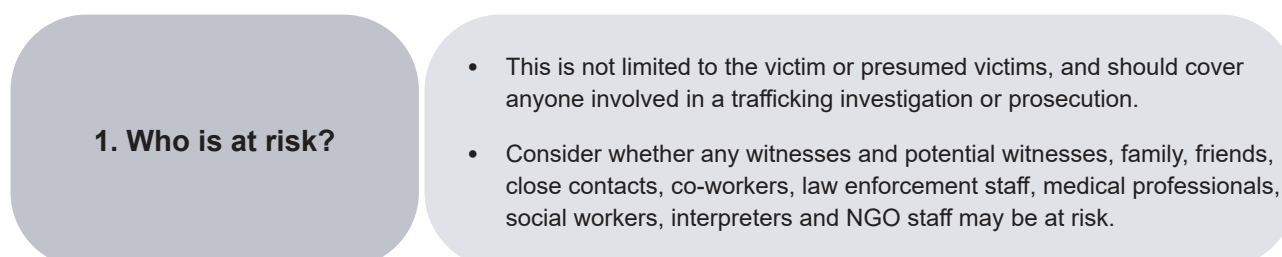 1. Who is at risk?
• This is not limited to the victim or presumed victims, and should cover
anyone involved in a trafficking investigation or prosecution.
• Consider whether any witnesses and potential witnesses, family, friends,
close contacts, co-workers, law enforcement staff, medical professionals,
social workers, interpreters and NGO staff may be at risk.